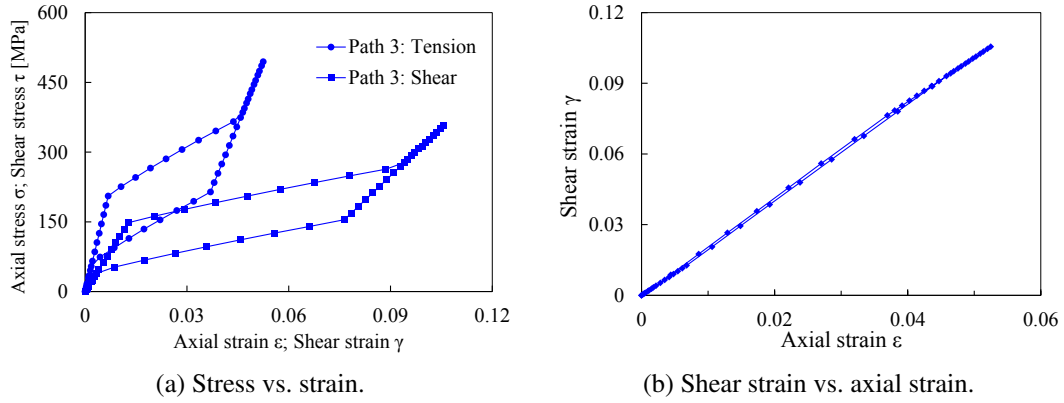 Axial stress σ; Shear stress τ [MPa]
600
450
300
150
0
0
0.03
0.06
0.09
0.12
Path 3: Tension
Path 3: Shear
Axial strain ε; Shear strain γ
(a) Stress vs. strain.
Shear strain γ
0.12
0.09
0.06
0.03
0
0
0.02
0.04
0.06
Axial strain ε
(b) Shear strain vs. axial strain.